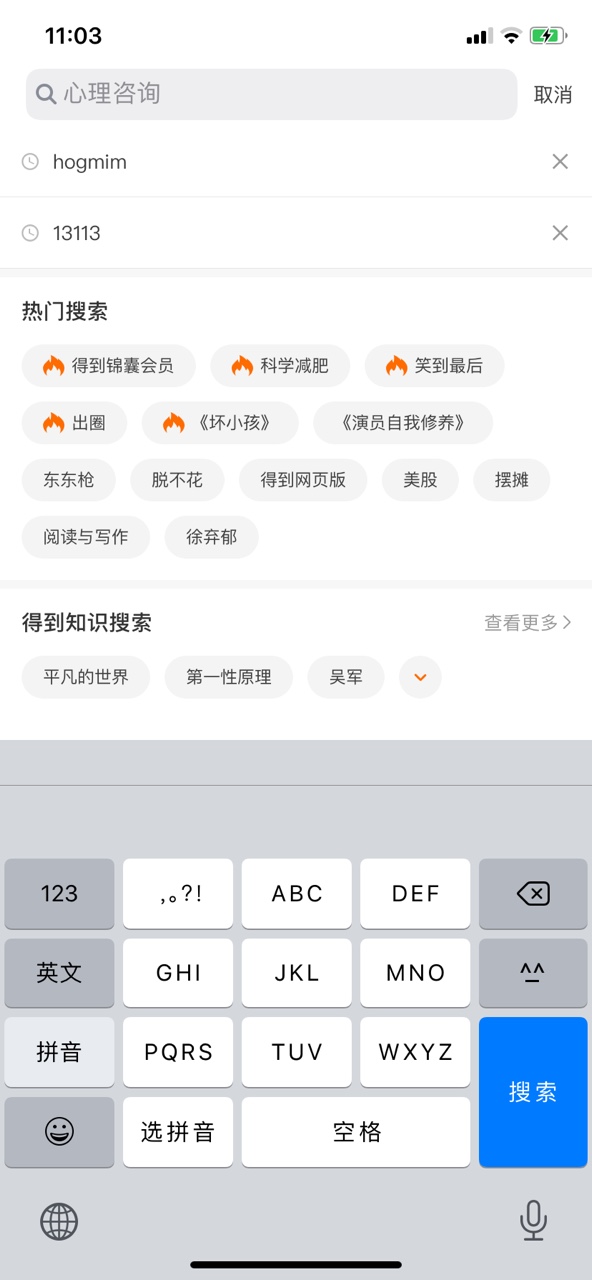 11:03
心理咨询 取消
hogmim
13113
热门搜索
得到锦囊会员 科学减肥 笑到最后
出圈 《坏小孩》 《演员自我修养》
东东枪 脱不花 得到网页版 美股 摆摊
阅读与写作 徐弃郁
得到知识搜索 查看更多
平凡的世界 第一性原理 吴军
123 ,。?! ABC DEF
英文 GHI JKL MNO ^^
拼音 PQRS TUV WXYZ
搜索
选拼音 空格